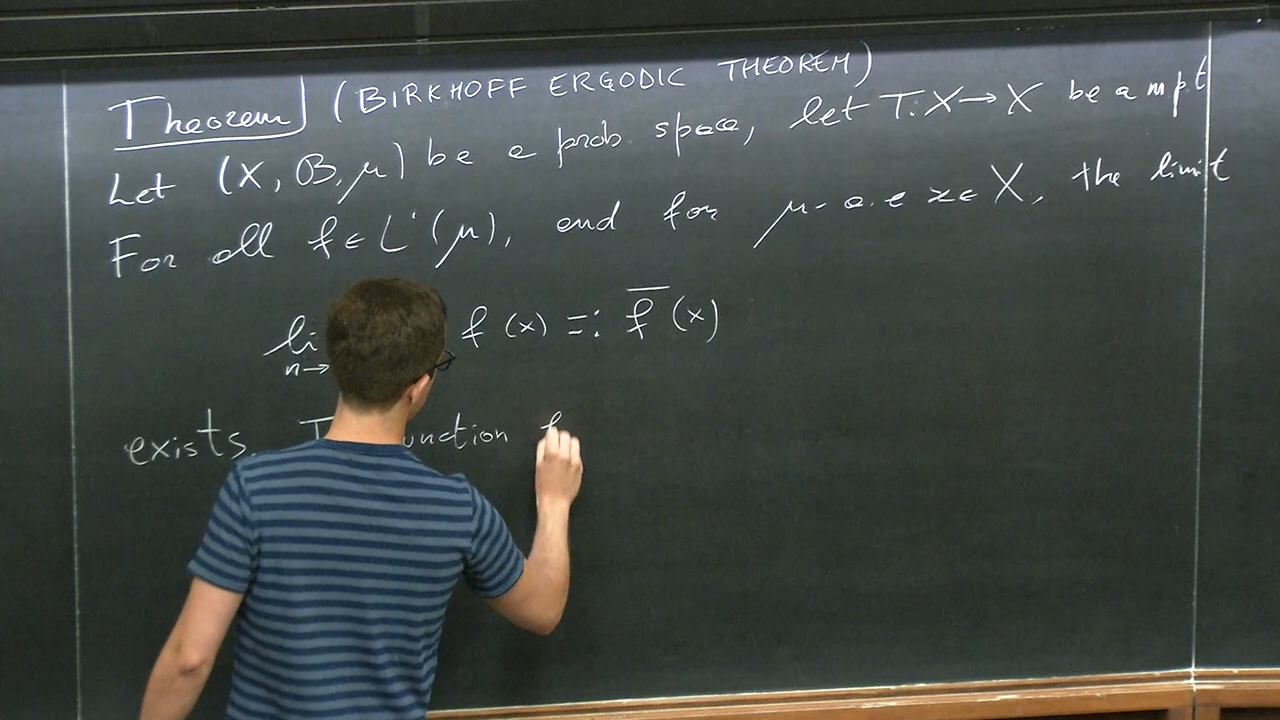 Theorem (BIRKHOFF ERGODIC THEOREM)
Let (X, B, μ) be a prob space, let T: X → X be a mpt
For all f ∈ L¹(μ), and for μ-a.e x ∈ X, the limit
li f(x) =: f̅(x)
n→
exists. T unction f